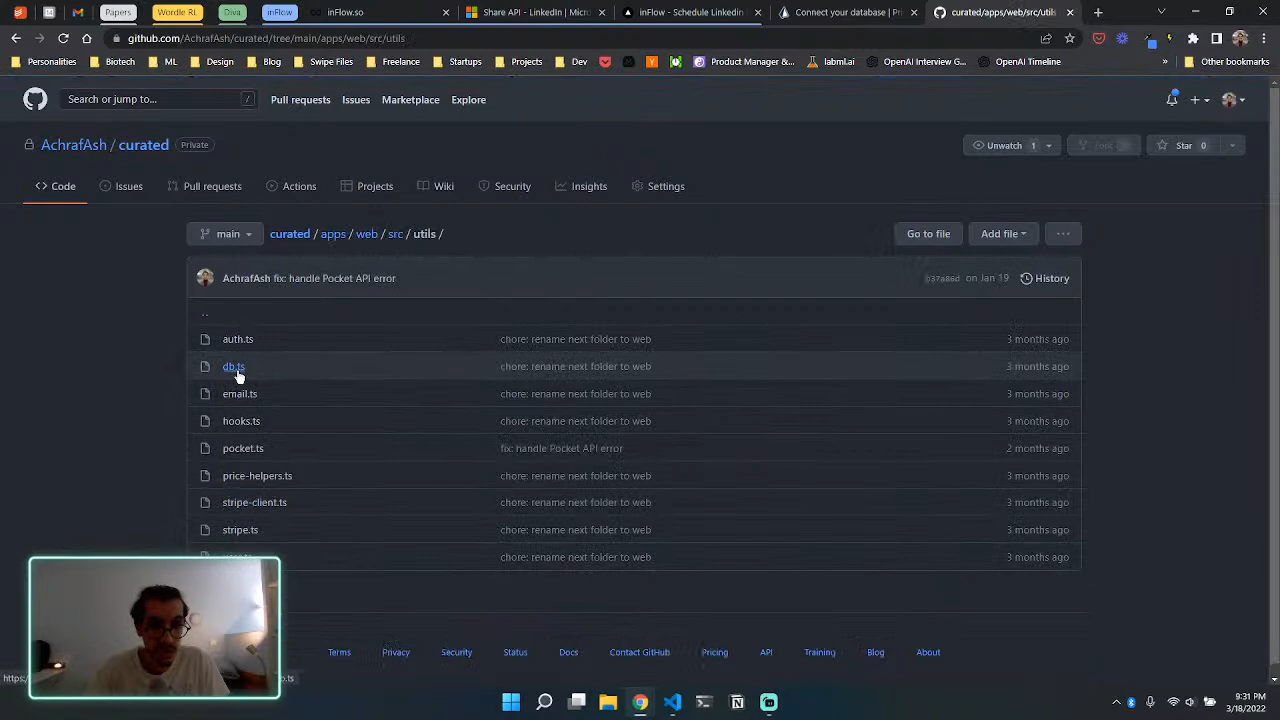 Papers Wordle RL Diva inFlow inFlow.so Share API - LinkedIn | Micro inFlow - Schedule Linkedin Announce your close | Pri curated/apps/web/src/utils
github.com/AchrafAsh/curated/tree/main/apps/web/src/utils
Personalities Biotech ML Design Blog Swipe File Freelance Startups Projects Dev Product Manage... labml.ai OpenAI Interview G... OpenAI Timeline » Other bookmarks
Search or jump to... / Pull requests Issues Marketplace Explore
AchrafAsh / curated Private Unwatch 1 Star 0
Code Issues Pull requests Actions Projects Wiki Security Insights Settings
main curated / apps / web / src / utils / Go to file Add file ...
AchrafAsh fix: handle Pocket API error on Jan 19 History
..
auth.ts chore: rename next folder to web 3 months ago
db.ts chore: rename next folder to web 3 months ago
email.ts chore: rename next folder to web 3 months ago
hooks.ts chore: rename next folder to web 3 months ago
pocket.ts fix: handle Pocket API error 2 months ago
price-helpers.ts chore: rename next folder to web 3 months ago
stripe-client.ts chore: rename next folder to web 3 months ago
stripe.ts chore: rename next folder to web 3 months ago
chore: rename next folder to web 3 months ago
Terms Privacy Security Status Docs Contact GitHub Pricing API Training Blog About
9:31 PM
3/18/2022